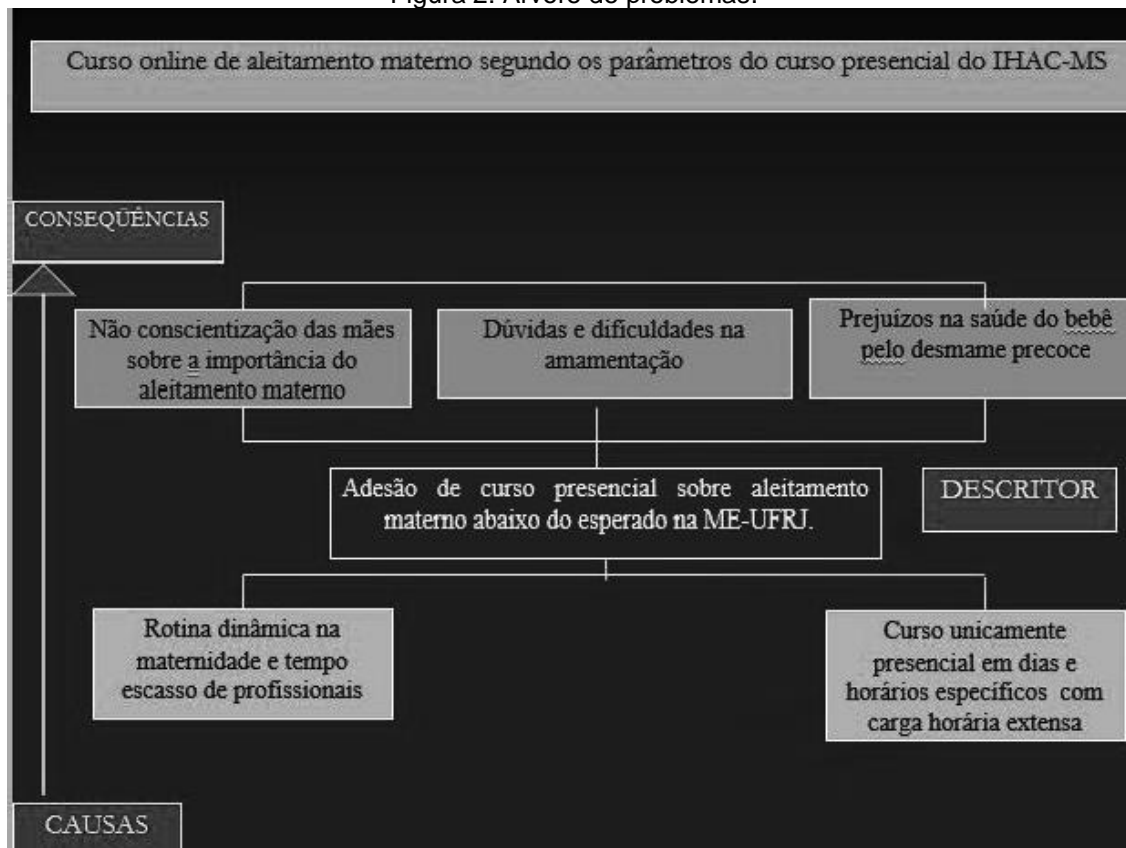 Figura 2. Árvore de problemas.
Curso online de aleitamento materno segundo os parâmetros do curso presencial do IHAC-MS
CONSEQÜÊNCIAS
Não conscientização das mães
sobre a importância do
aleitamento materno
Dúvidas e dificuldades na
amamentação
Prejuízos na saúde do bebê
pelo desmame precoce
Adesão de curso presencial sobre aleitamento
materno abaixo do esperado na ME-UFRJ.
DESCRITOR
Rotina dinâmica na
maternidade e tempo
escasso de profissionais
Curso unicamente
presencial em dias e
horários específicos com
carga horária extensa
CAUSAS